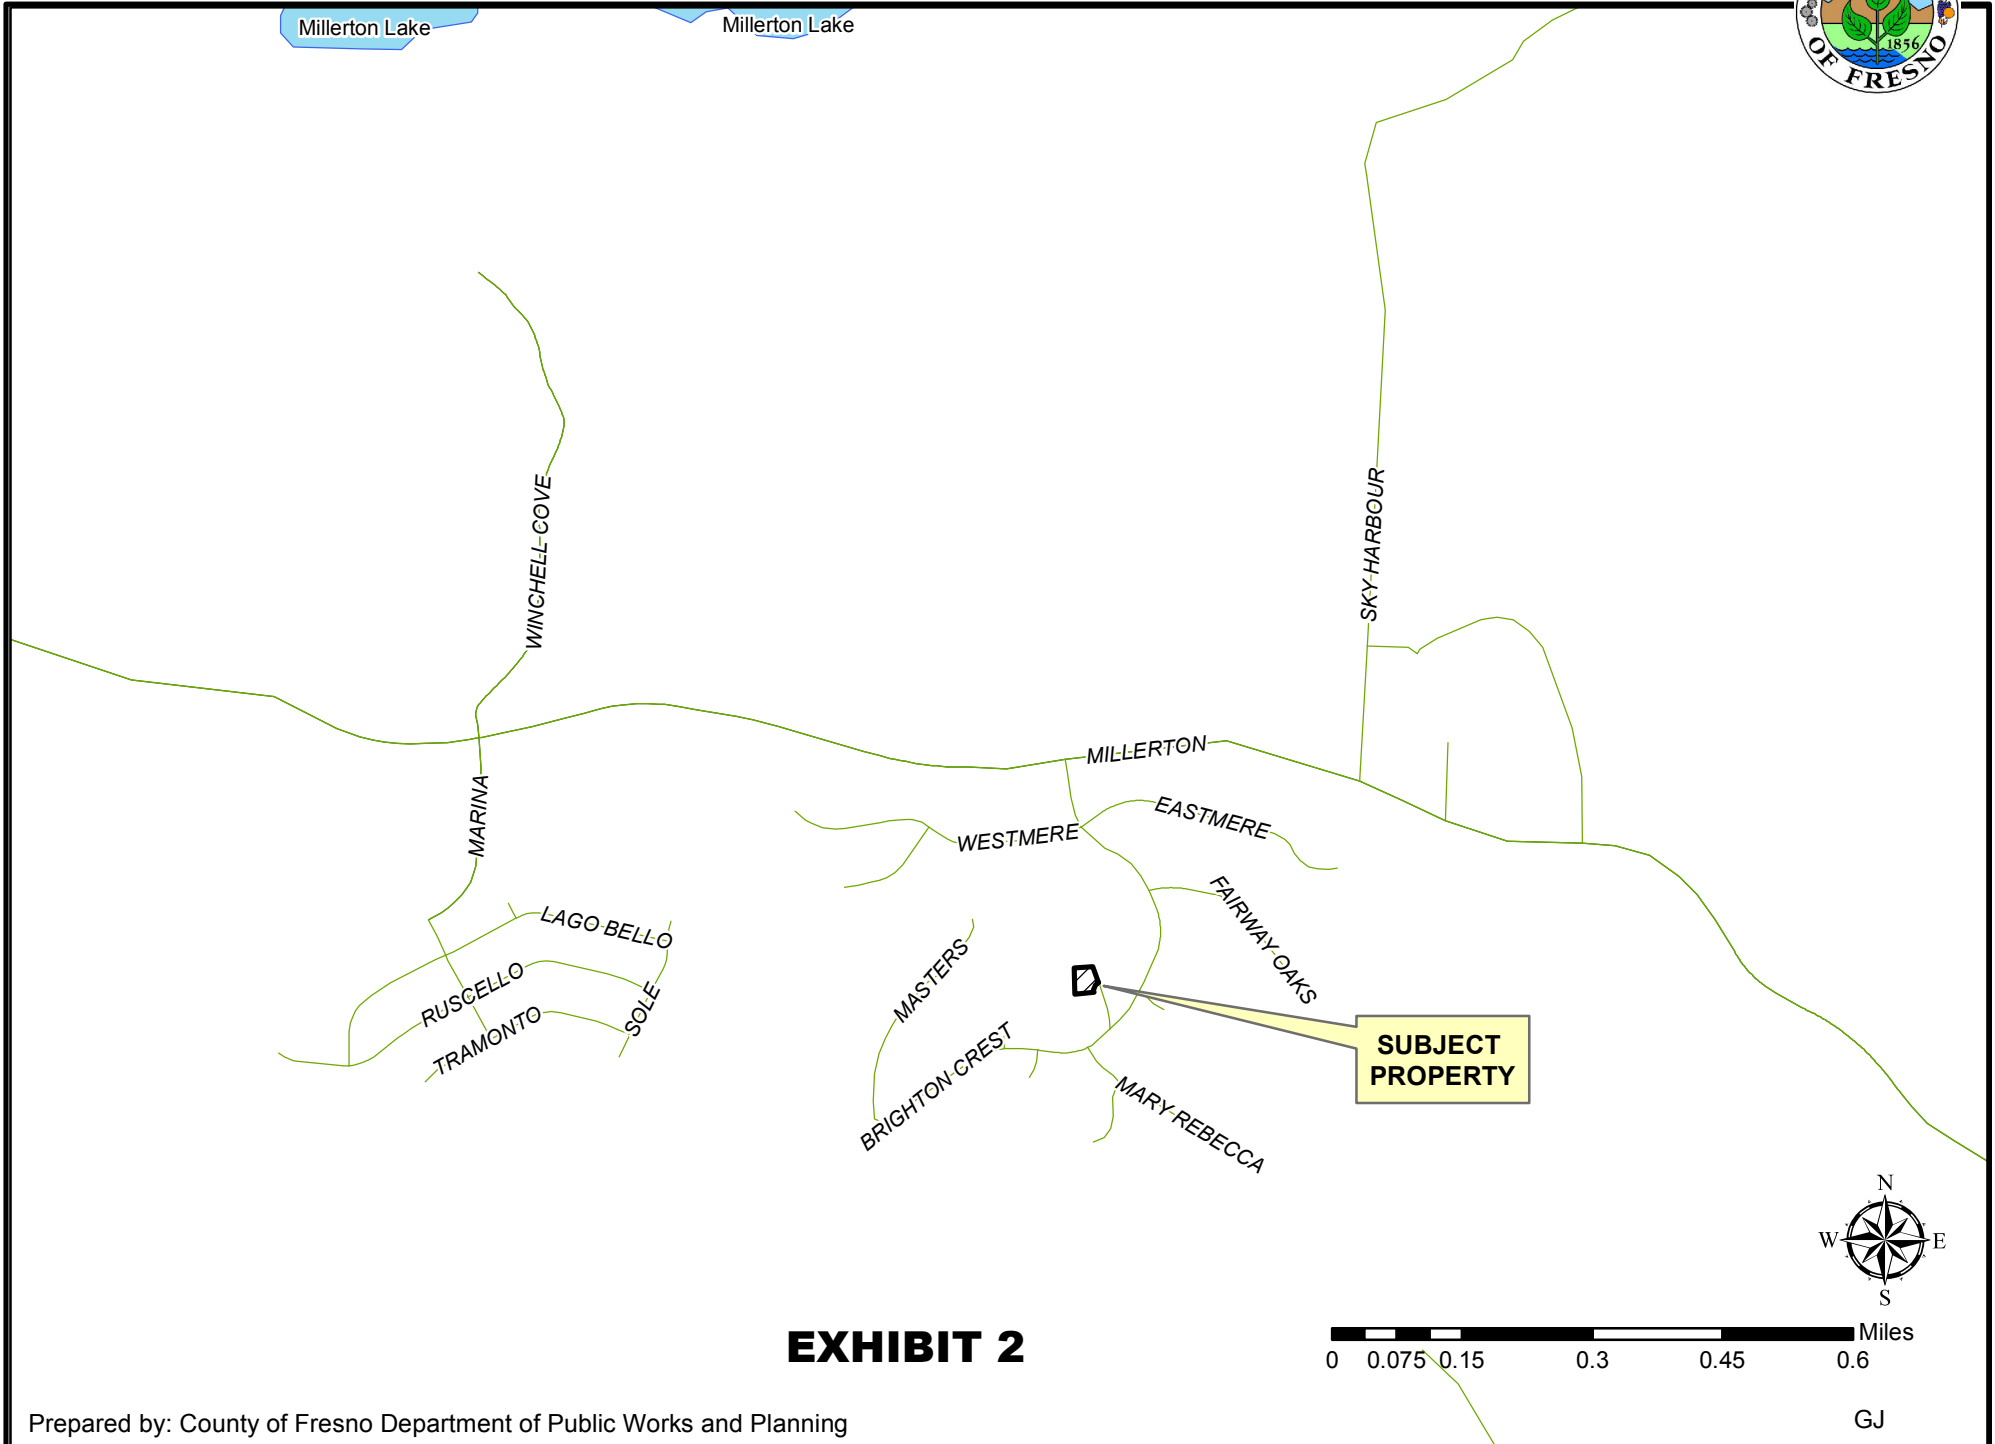 Millerton Lake
Millerton Lake
1856
OF FRESNO
WINCHELL COVE
SKY HARBOUR
MILLERTON
MARINA
EASTMERE
WESTMERE
FAIRWAY OAKS
LAGO BELLO
MASTERS
RUSCELLO
SOLE
TRAMONTO
BRIGHTON CREST
SUBJECT
PROPERTY
MARY REBECCA
N
W
E
S
EXHIBIT 2
Miles
0 0.075 0.15 0.3 0.45 0.6
Prepared by: County of Fresno Department of Public Works and Planning
GJ